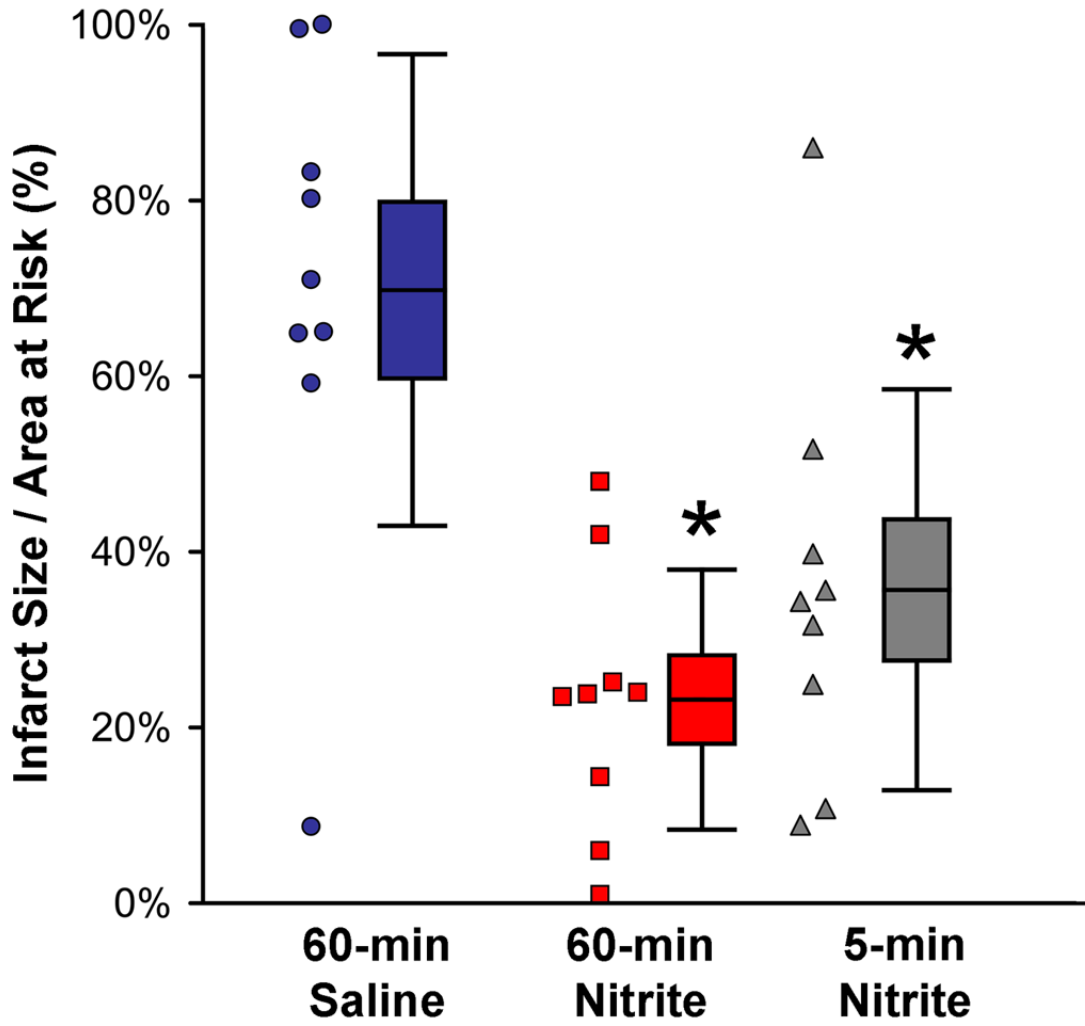 Infarct Size / Area at Risk (%)
100%
80%
60%
40%
20%
0%
*
*
60-min
Saline
60-min
Nitrite
5-min
Nitrite